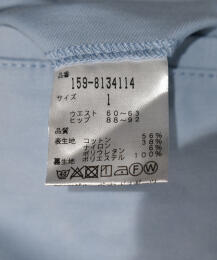 品番
159-8134114
サイズ
1
ウエスト 60~63
ヒップ 88~92
品質
表生地 コットン 56%
ナイロン 38%
ポリウレタン 6%
裏生地 ポリエステル 100%